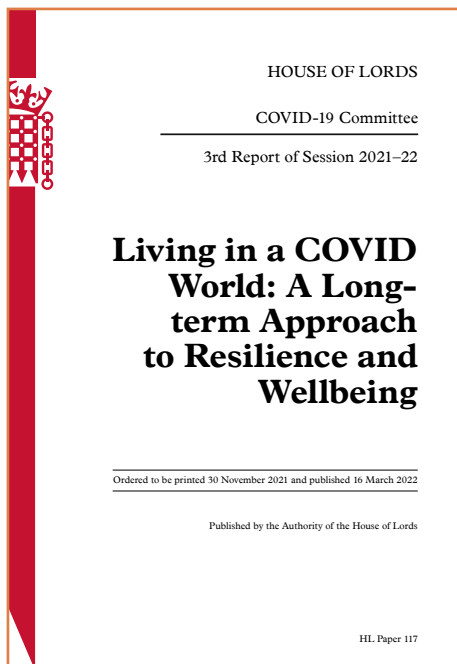 HOUSE OF LORDS
COVID-19 Committee
3rd Report of Session 2021–22
Living in a COVID
World: A Long-
term Approach
to Resilience and
Wellbeing
Ordered to be printed 30 November 2021 and published 16 March 2022
Published by the Authority of the House of Lords
HL Paper 117